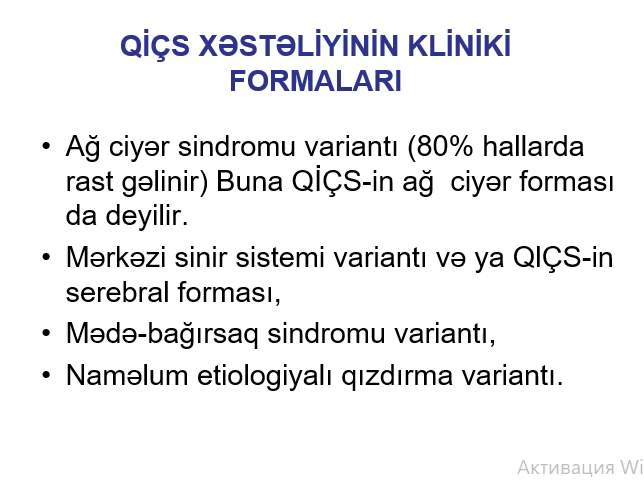 QİÇS XƏSTƏLİYİNİN KLİNİKİ
FORMALARI
• Ağ ciyər sindromu variantı (80% hallarda
rast gəlinir) Buna QİÇS-in ağ  ciyər forması
da deyilir.
• Mərkəzi sinir sistemi variantı və ya QIÇS-in
serebral forması,
• Mədə-bağırsaq sindromu variantı,
• Naməlum etiologiyalı qızdırma variantı.
Активация Wi